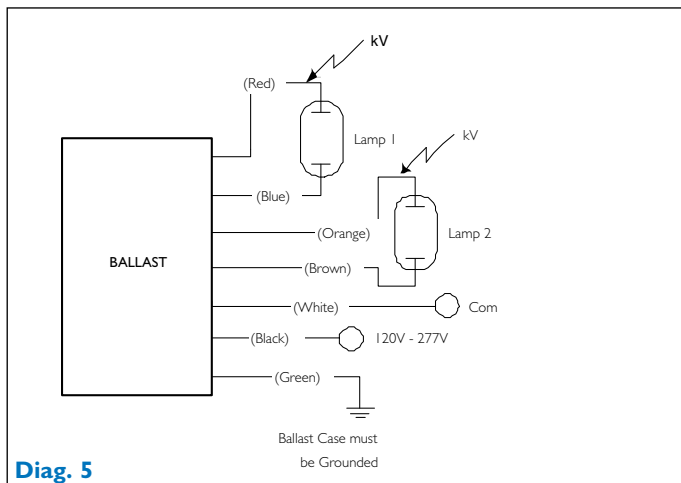 kV
(Red)
Lamp 1
kV
(Blue)
(Orange)
Lamp 2
BALLAST
(Brown)
(White)
Com
(Black)
120V - 277V
(Green)
Ballast Case must
be Grounded
Diag. 5